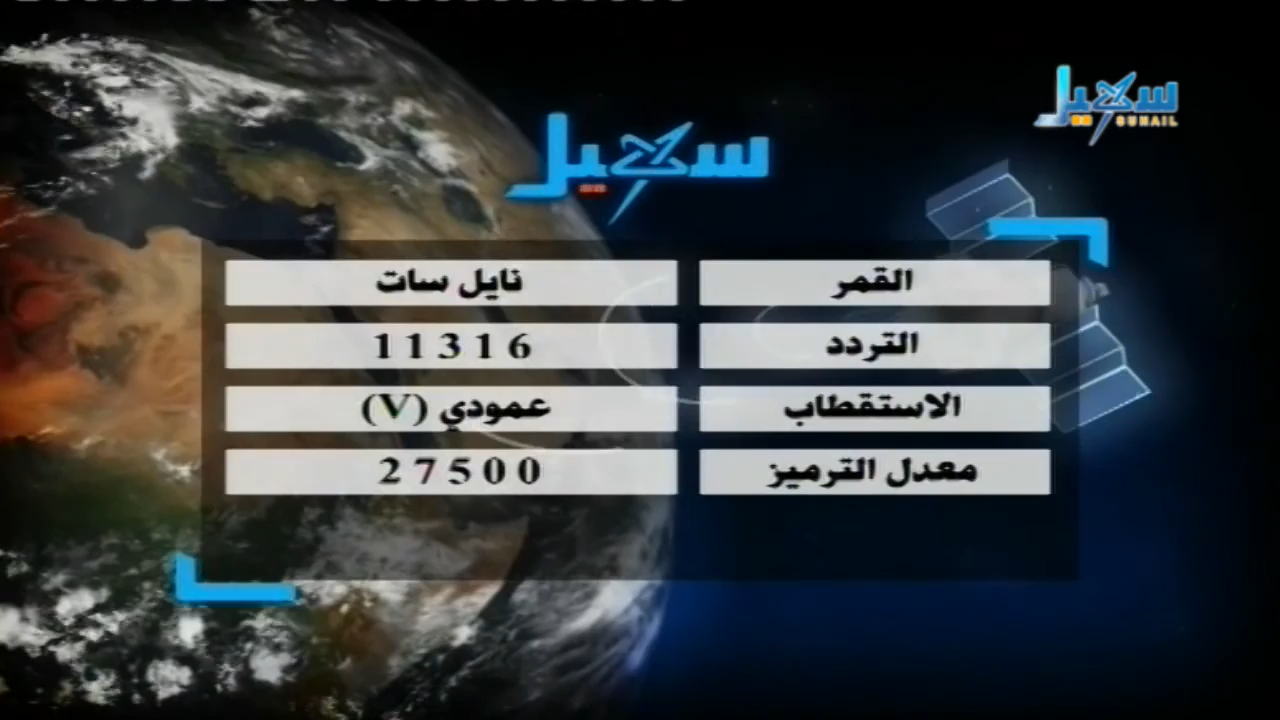 سهيل
SUHAIL
سهيل
القمر نايل سات
التردد 11316
الاستقطاب عمودي (V)
معدل الترميز 27500